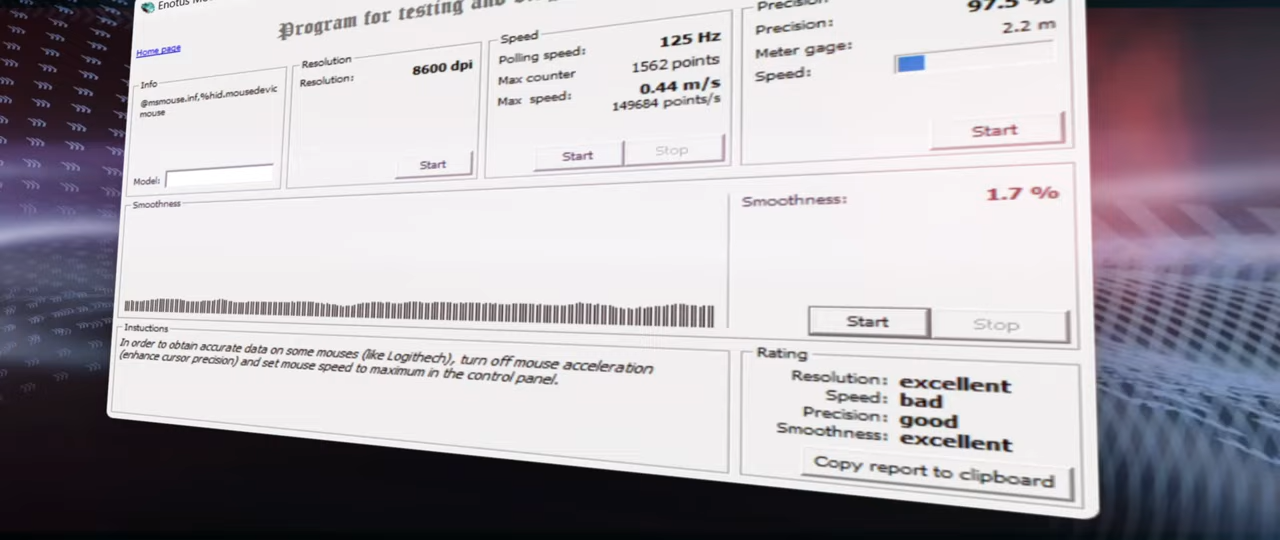 Enotus
Program for testing and
Home page
Info
@msmouse.inf,%hid.mousedevic
mouse
Model:
Resolution
Resolution:
8600 dpi
Start
Speed
Polling speed:
125 Hz
Max counter
1562 points
Max speed:
0.44 m/s
149684 points/s
Start
Stop
Precision
Precision:
97.5 %
Meter gage:
2.2 m
Speed:
Start
Smoothness
Smoothness:
1.7 %
Start
Stop
Instuctions
In order to obtain accurate data on some mouses (like Logithech), turn off mouse acceleration
(enhance cursor precision) and set mouse speed to maximum in the control panel.
Rating
Resolution: excellent
Speed: bad
Precision: good
Smoothness: excellent
Copy report to clipboard